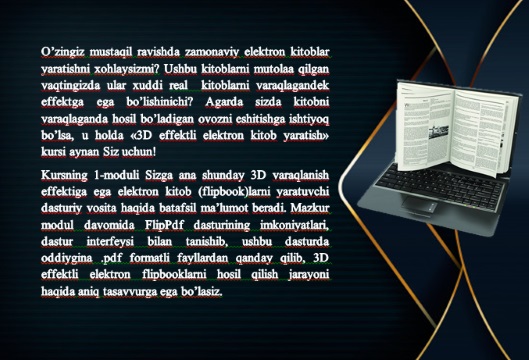 O’zingiz mustaqil ravishda zamonaviy elektron kitoblar
yaratishni xohlaysizmi? Ushbu kitoblarni mutolaa qilgan
vaqtingizda ular xuddi real kitoblarni varaqlagandek
effektga ega bo’lishinichi? Agarda sizda kitobni
varaqlaganda hosil bo’ladigan ovozni eshitishga ishtiyoq
bo’lsa, u holda «3D effektli elektron kitob yaratish»
kursi aynan Siz uchun!
Kursning 1-moduli Sizga ana shunday 3D varaqlanish
effektiga ega elektron kitob (flipbook)larni yaratuvchi
dasturiy vosita haqida batafsil ma’lumot beradi. Mazkur
modul davomida FlipPdf dasturining imkoniyatlari,
dastur interfeysi bilan tanishib, ushbu dasturda
oddiygina .pdf formatli fayllardan qanday qilib, 3D
effektli elektron flipbooklarni hosil qilish jarayoni
haqida aniq tasavvurga ega bo’lasiz.